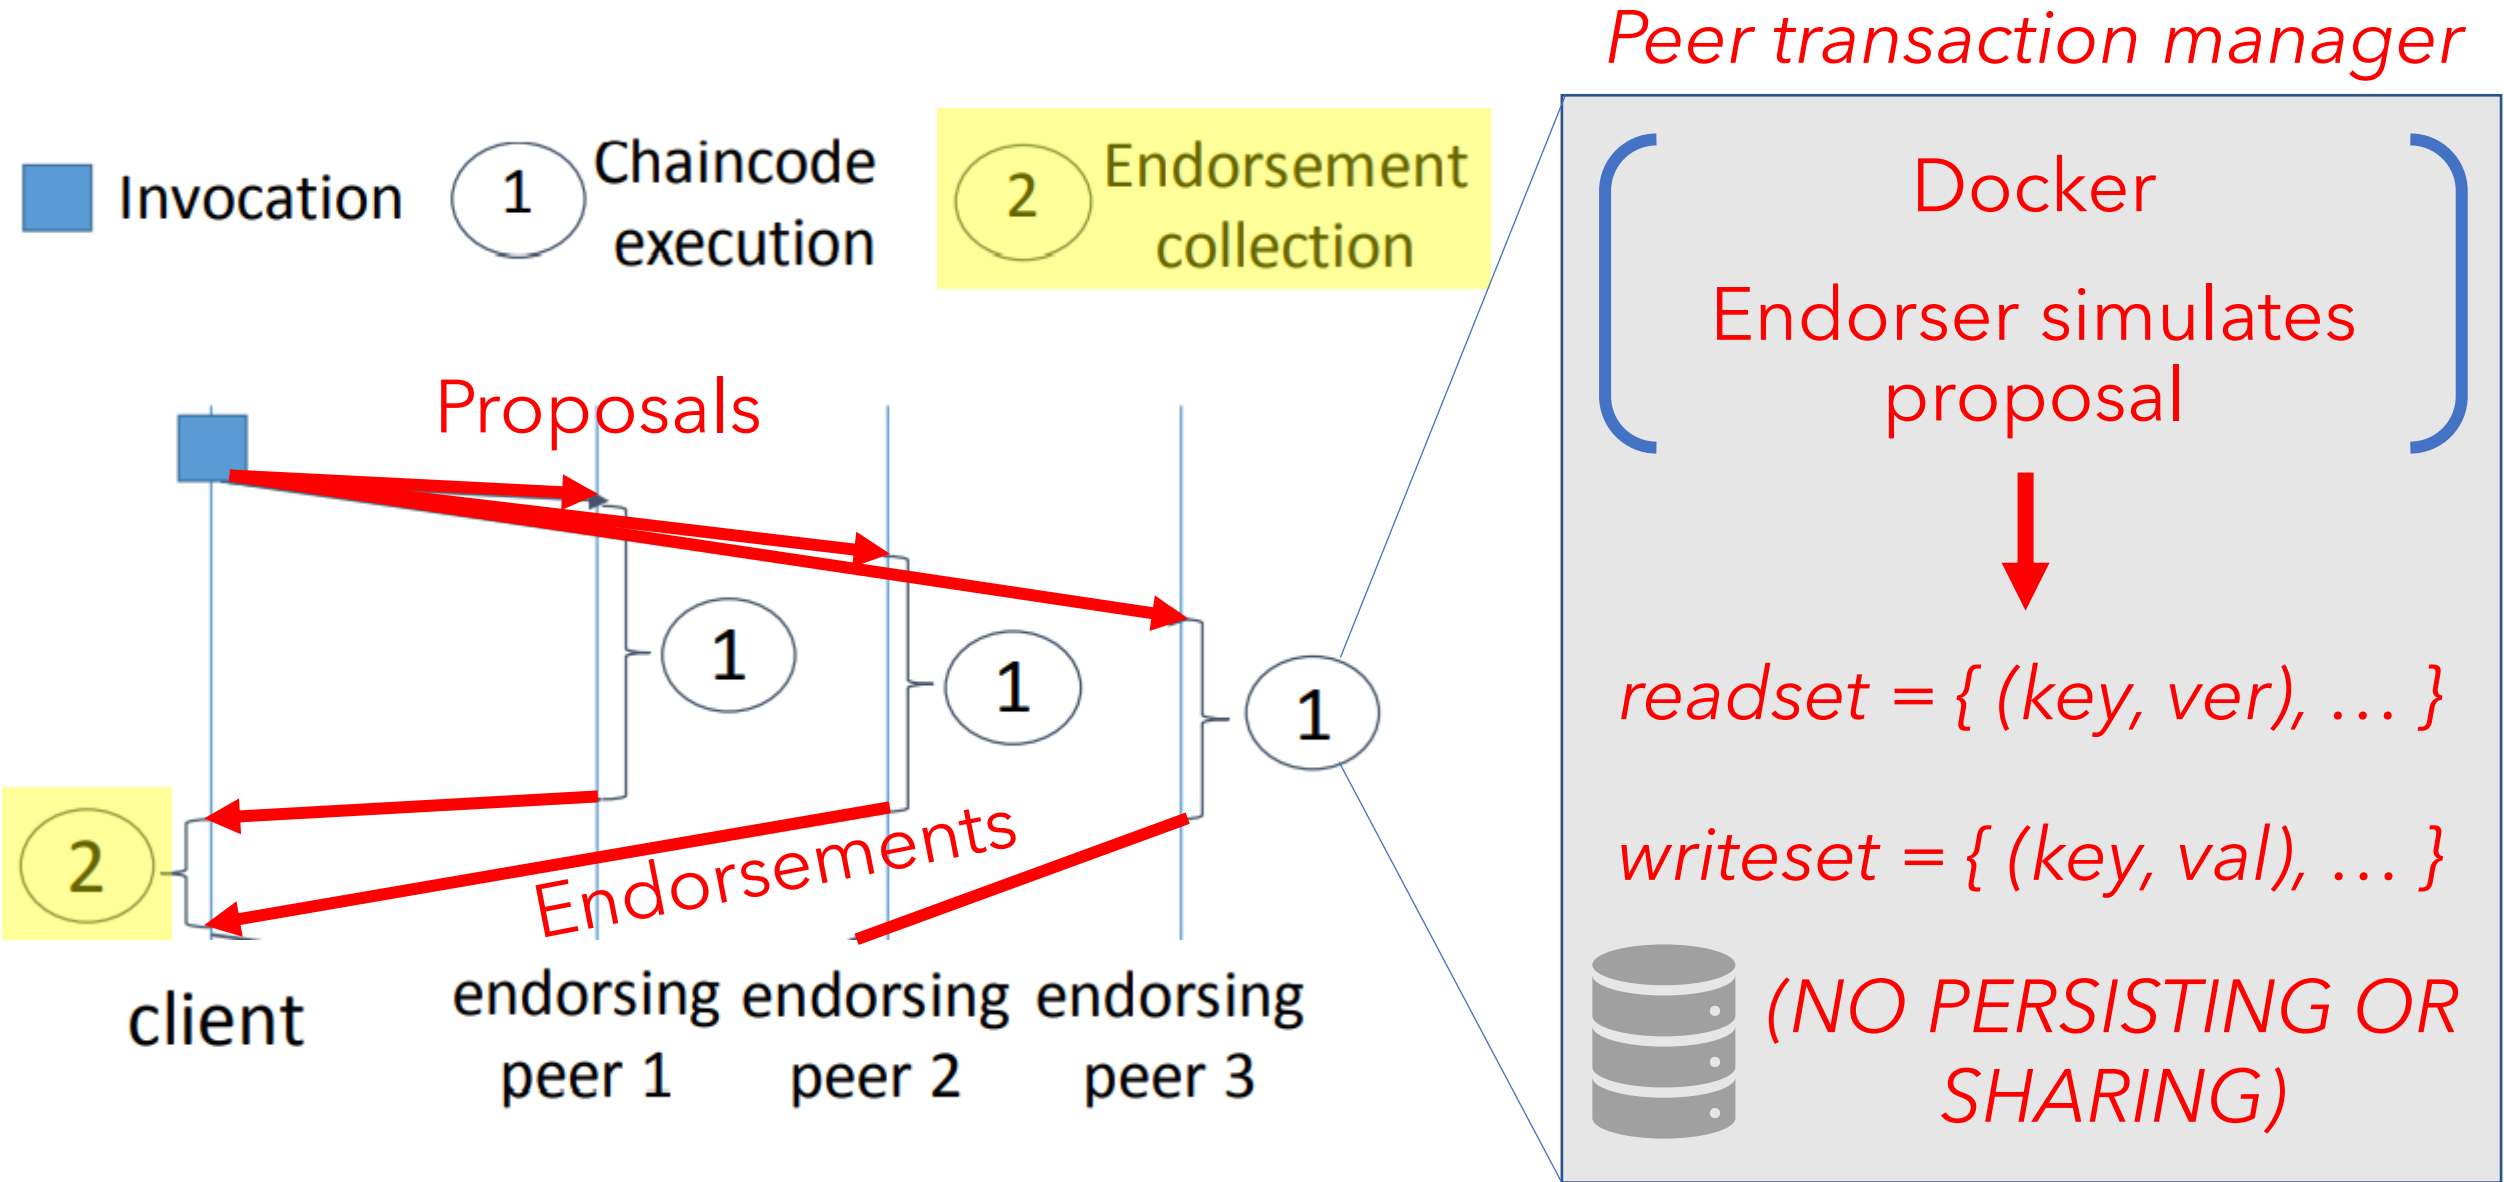 Peer transaction manager
Invocation
1
Chaincode
execution
2
Endorsement
collection
Docker
Endorser simulates
proposal
Proposals
1
1
1
readset = { (key, ver), ... }
writeset = { (key, val), ... }
2
Endorsements
(NO PERSISTING OR
SHARING)
client
endorsing
peer 1
endorsing
peer 2
endorsing
peer 3